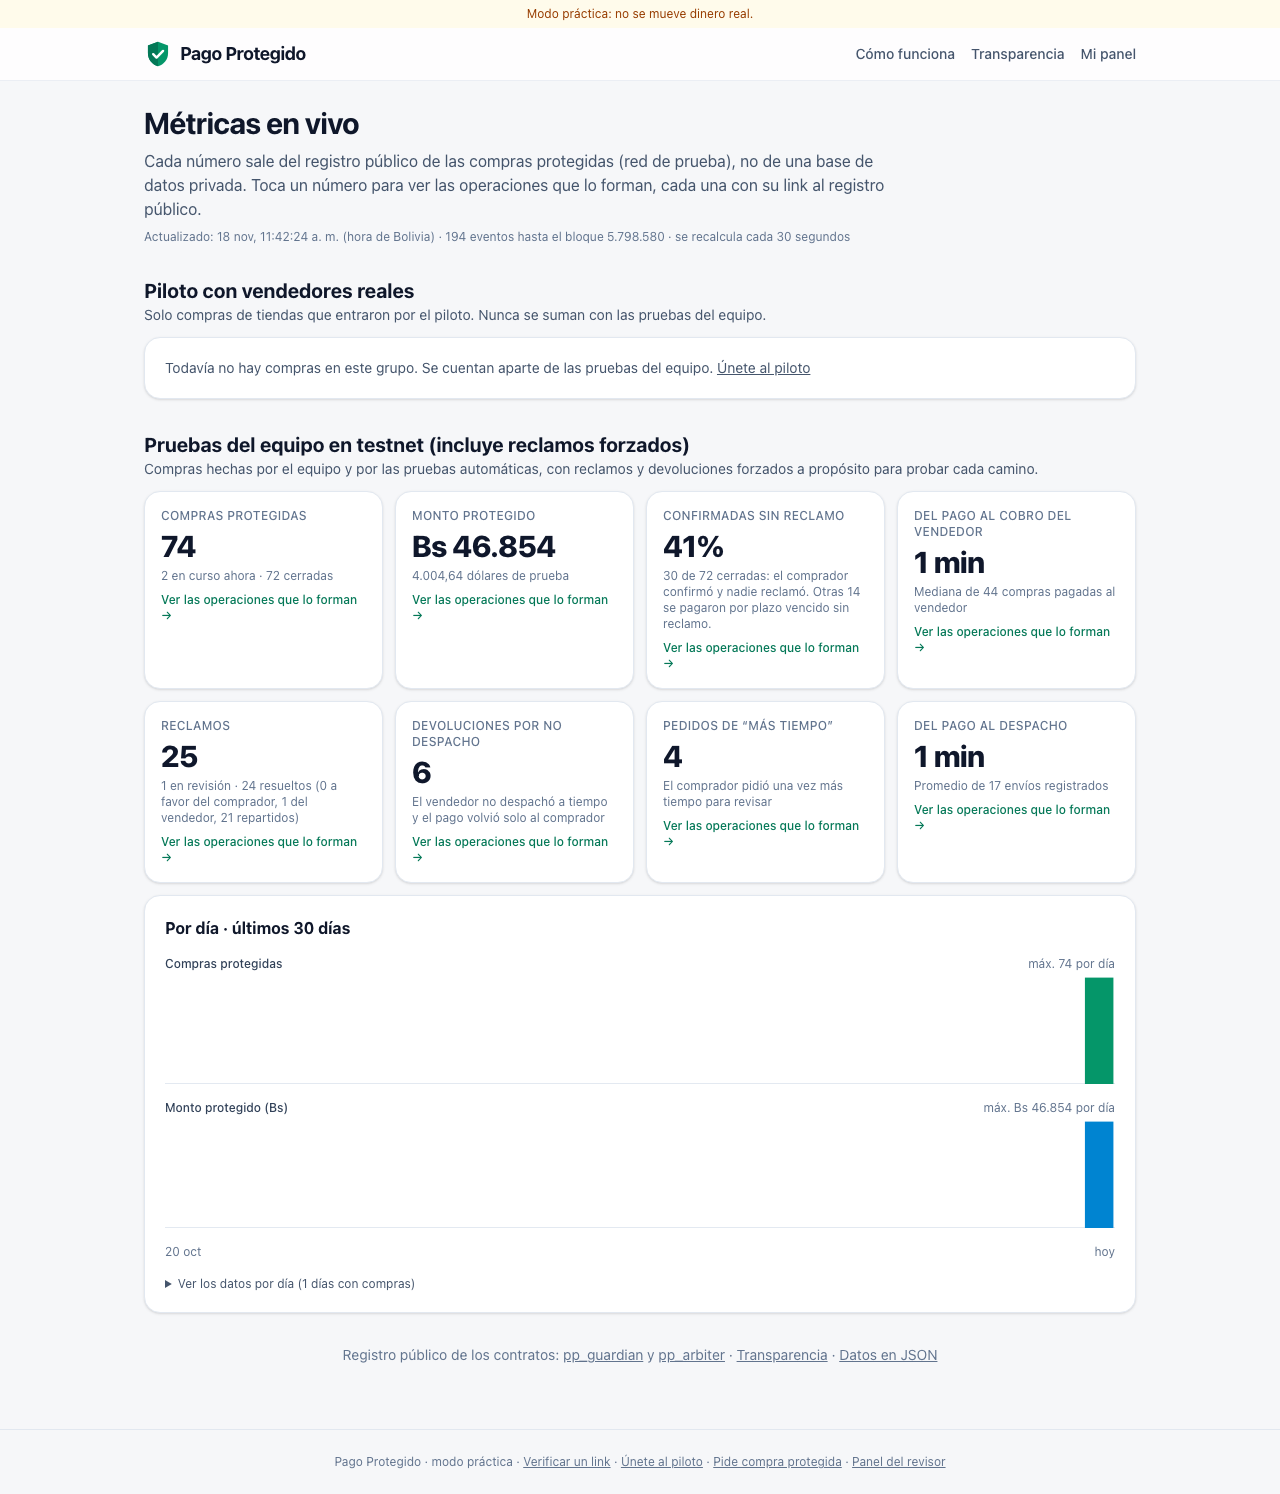 Modo práctica: no se mueve dinero real.
Pago Protegido
Cómo funciona
Transparencia
Mi panel
Métricas en vivo
Cada número sale del registro público de las compras protegidas (red de prueba), no de una base de
datos privada. Toca un número para ver las operaciones que lo forman, cada una con su link al registro
público.
Actualizado: 18 nov, 11:42:24 a. m. (hora de Bolivia) · 194 eventos hasta el bloque 5.798.580 · se recalcula cada 30 segundos
Piloto con vendedores reales
Solo compras de tiendas que entraron por el piloto. Nunca se suman con las pruebas del equipo.
Todavía no hay compras en este grupo. Se cuentan aparte de las pruebas del equipo. Únete al piloto
Pruebas del equipo en testnet (incluye reclamos forzados)
Compras hechas por el equipo y por las pruebas automáticas, con reclamos y devoluciones forzados a propósito para probar cada camino.
COMPRAS PROTEGIDAS
74
2 en curso ahora · 72 cerradas
Ver las operaciones que lo forman
→
MONTO PROTEGIDO
Bs 46.854
4.004,64 dólares de prueba
Ver las operaciones que lo forman
→
CONFIRMADAS SIN RECLAMO
41%
30 de 72 cerradas: el comprador
confirmó y nadie reclamó. Otras 14
se pagaron por plazo vencido sin
reclamo.
Ver las operaciones que lo forman
→
DEL PAGO AL COBRO DEL
VENDEDOR
1 min
Mediana de 44 compras pagadas al
vendedor
Ver las operaciones que lo forman
→
RECLAMOS
25
1 en revisión · 24 resueltos (0 a
favor del comprador, 1 del
vendedor, 21 repartidos)
Ver las operaciones que lo forman
→
DEVOLUCIONES POR NO
DESPACHO
6
El vendedor no despachó a tiempo
y el pago volvió solo al comprador
Ver las operaciones que lo forman
→
PEDIDOS DE “MÁS TIEMPO”
4
El comprador pidió una vez más
tiempo para revisar
Ver las operaciones que lo forman
→
DEL PAGO AL DESPACHO
1 min
Promedio de 17 envíos registrados
Ver las operaciones que lo forman
→
Por día · últimos 30 días
Compras protegidas
máx. 74 por día
Monto protegido (Bs)
máx. Bs 46.854 por día
20 oct
hoy
Ver los datos por día (1 días con compras)
Registro público de los contratos: pp_guardian y pp_arbiter · Transparencia · Datos en JSON
Pago Protegido · modo práctica · Verificar un link · Únete al piloto · Pide compra protegida · Panel del revisor